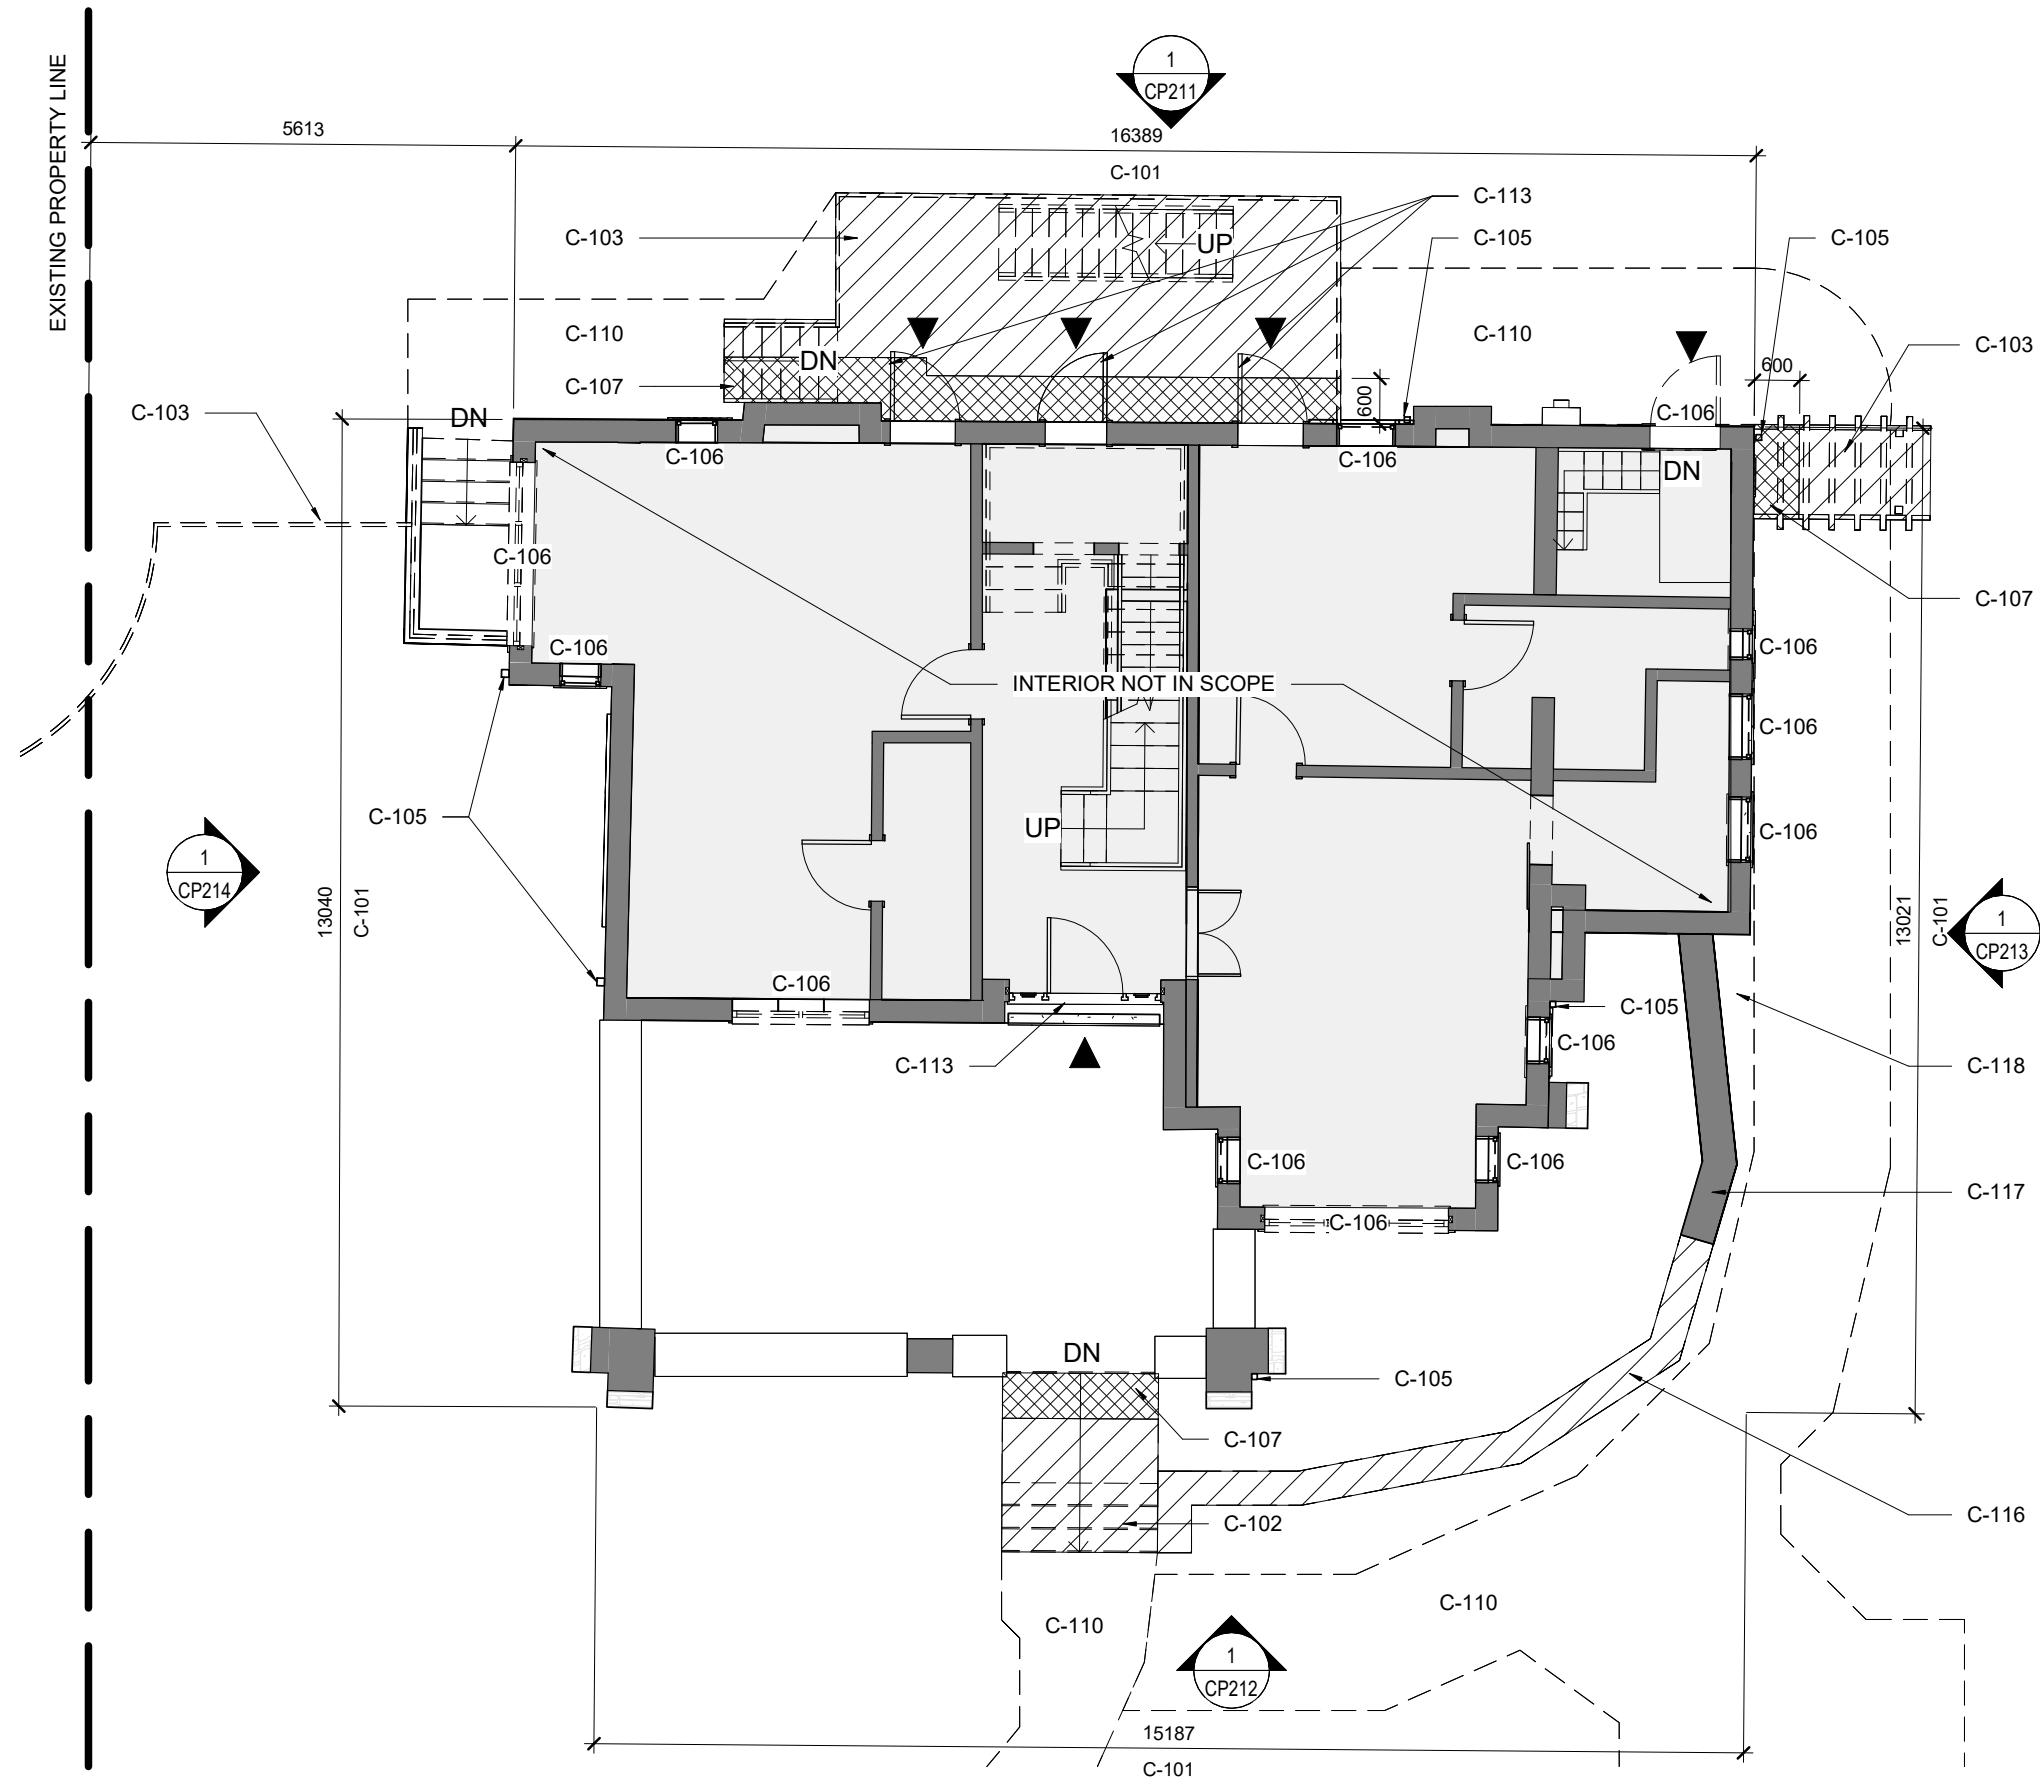 1
CP211
EXISTING PROPERTY LINE
5613
16389
C-101
C-113
C-103
UP
C-105
C-105
C-110
C-110
C-103
DN
600
C-107
600
C-103
DN
C-106
C-106
C-106
DN
C-106
C-107
C-106
C-106
INTERIOR NOT IN SCOPE
C-106
C-105
UP
C-106
1
CP214
13040
C-101
13021
C-101
1
CP213
C-106
C-105
C-106
C-113
C-118
C-106
C-106
C-117
C-106
DN
C-105
C-107
C-102
C-116
C-110
C-110
1
CP212
15187
C-101